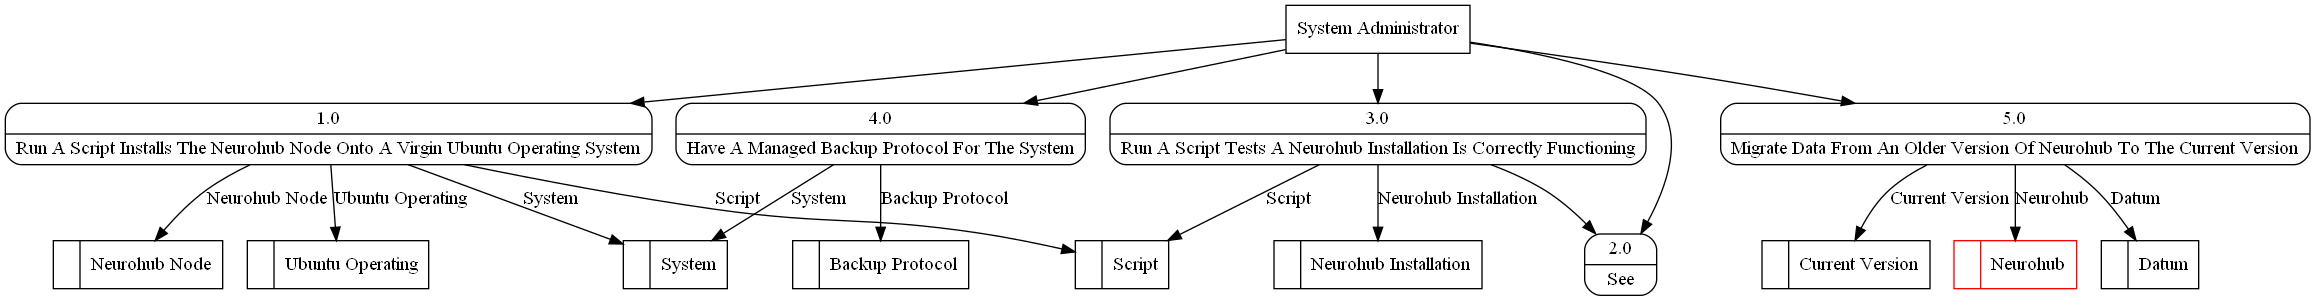 System Administrator
1.0
Run A Script Installs The Neurohub Node Onto A Virgin Ubuntu Operating System
4.0
Have A Managed Backup Protocol For The System
3.0
Run A Script Tests A Neurohub Installation Is Correctly Functioning
5.0
Migrate Data From An Older Version Of Neurohub To The Current Version
Neurohub Node
Ubuntu Operating
System
Script
System
Backup Protocol
Script
Neurohub Installation
Current Version
Neurohub
Datum
Neurohub Node
Ubuntu Operating
System
Backup Protocol
Script
Neurohub Installation
2.0
See
Current Version
Neurohub
Datum